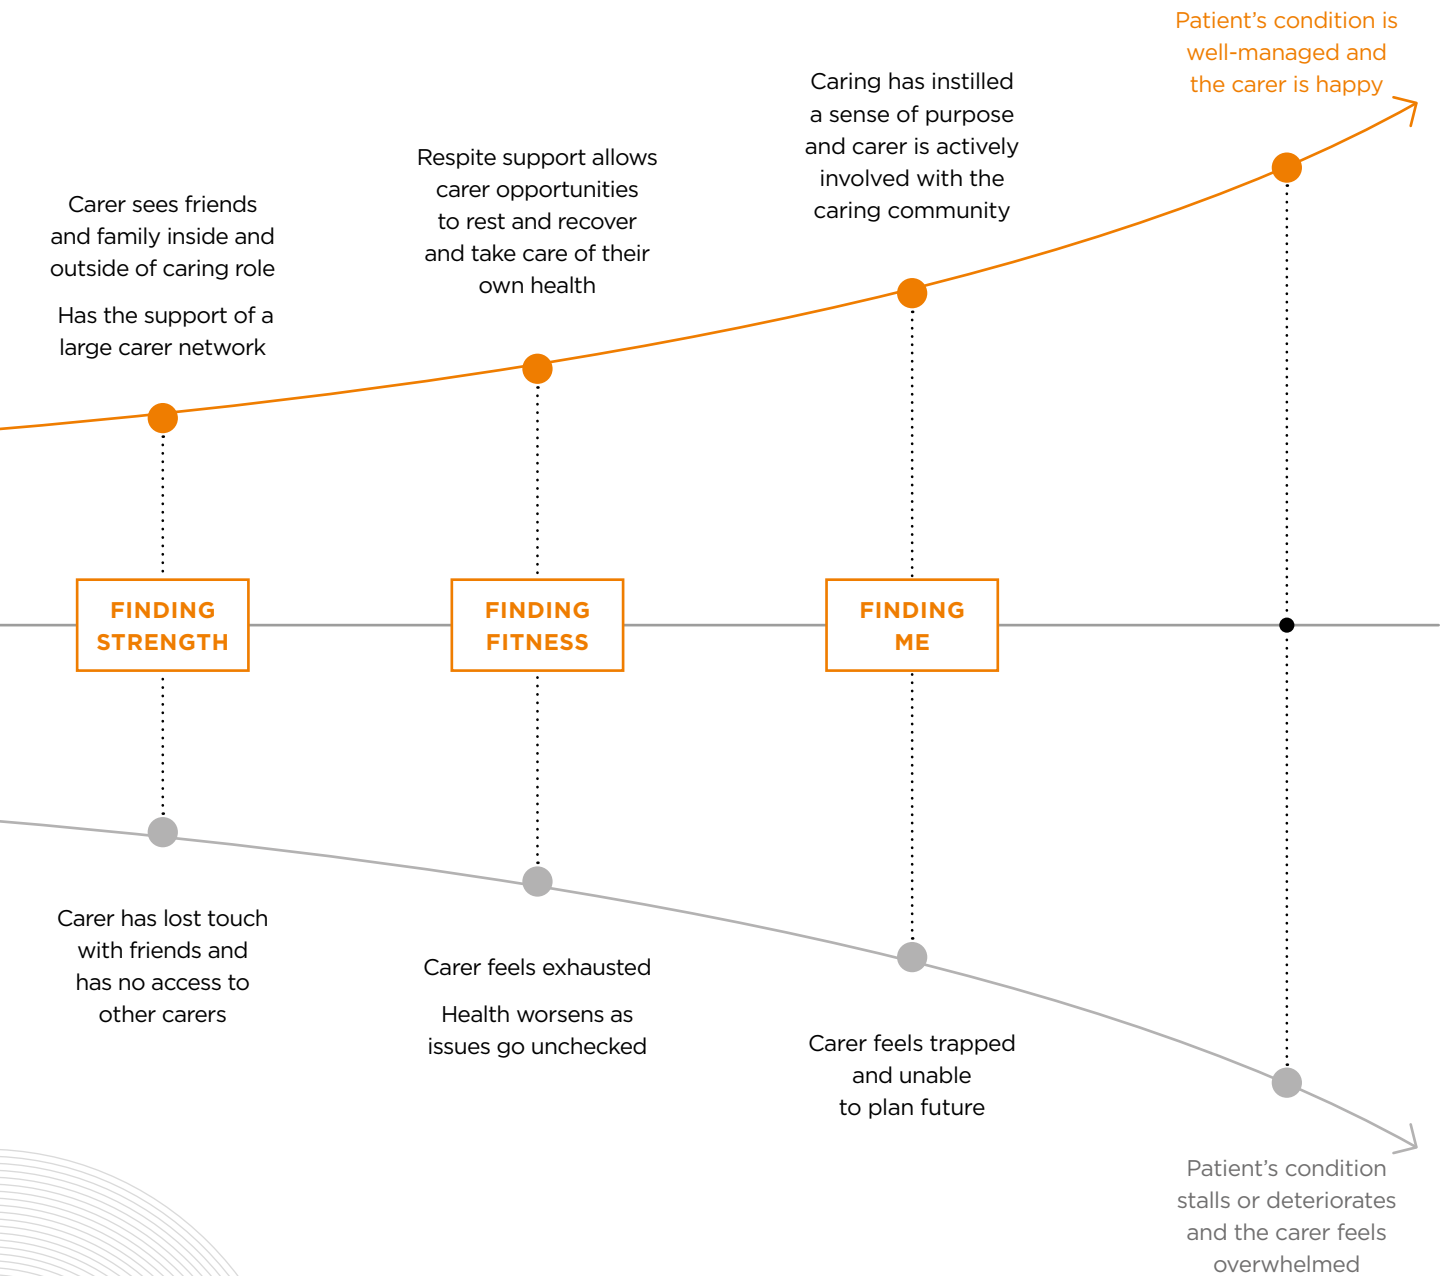 Patient’s condition is
well-managed and
the carer is happy
Caring has instilled
a sense of purpose
and carer is actively
involved with the
caring community
Respite support allows
carer opportunities
to rest and recover
and take care of their
own health
Carer sees friends
and family inside and
outside of caring role
Has the support of a
large carer network
FINDING
STRENGTH
FINDING
FITNESS
FINDING
ME
Carer has lost touch
with friends and
has no access to
other carers
Carer feels exhausted
Health worsens as
issues go unchecked
Carer feels trapped
and unable
to plan future
Patient’s condition
stalls or deteriorates
and the carer feels
overwhelmed